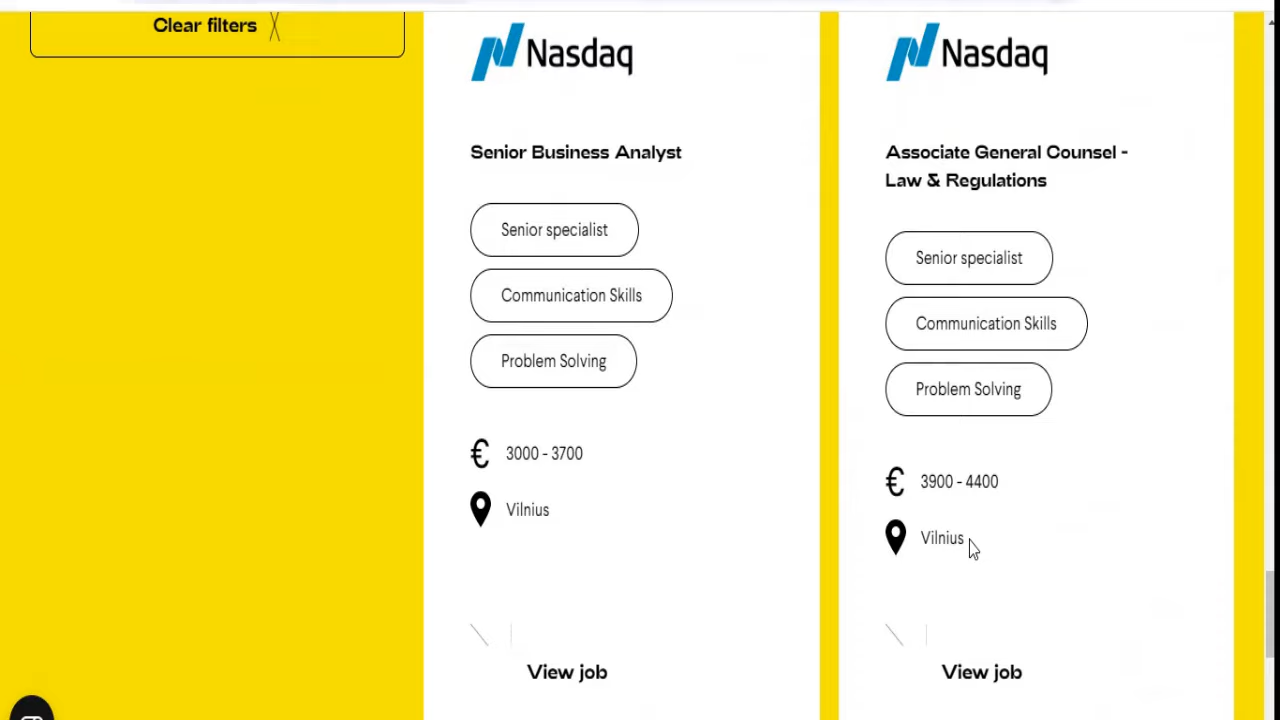 Clear filters
Nasdaq
Senior Business Analyst
Senior specialist
Communication Skills
Problem Solving
€ 3000 - 3700
Vilnius
View job
Nasdaq
Associate General Counsel -
Law & Regulations
Senior specialist
Communication Skills
Problem Solving
€ 3900 - 4400
Vilnius
View job